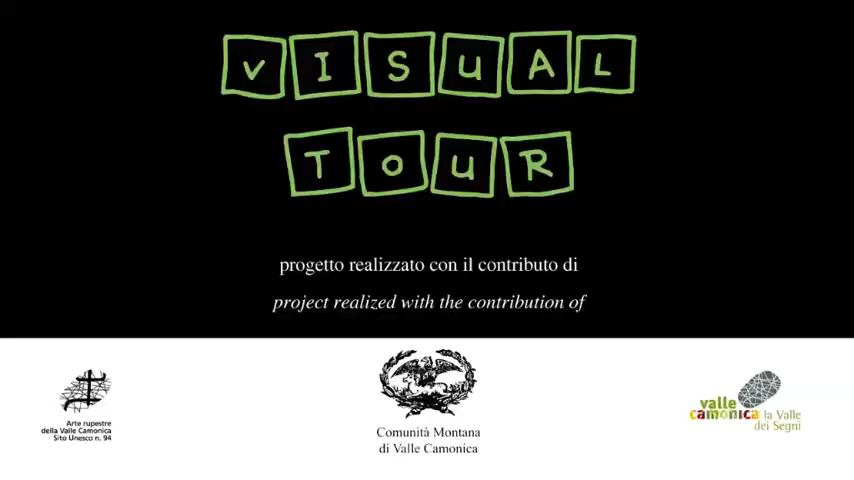 VISUAL
TOUR
progetto realizzato con il contributo di
project realized with the contribution of
Arte rupestre
della Valle Camonica
Sito Unesco n. 94
Comunità Montana
di Valle Camonica
valle
camonica la Valle
dei Segni